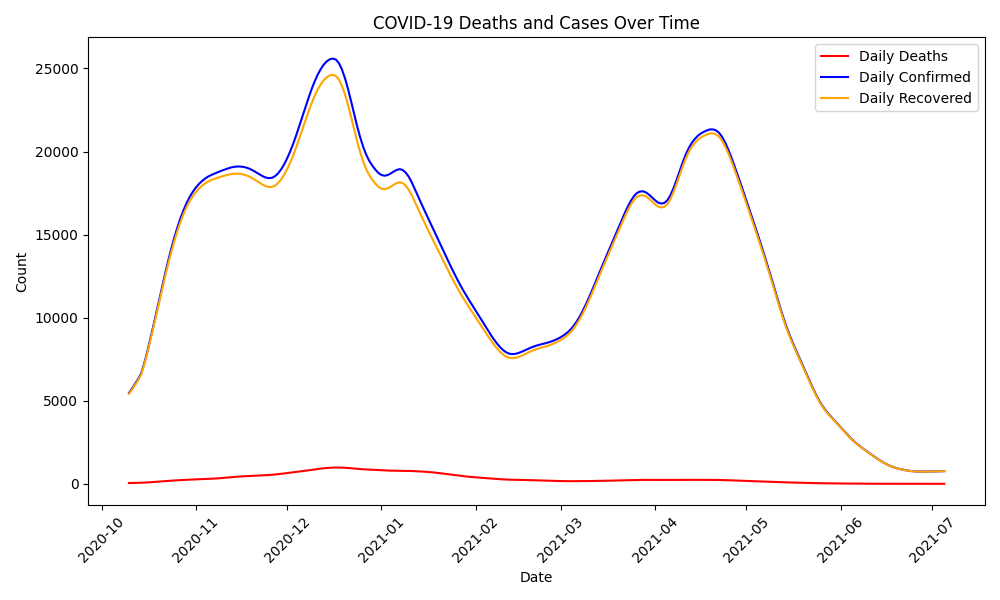 COVID-19 Deaths and Cases Over Time
Daily Deaths
Daily Confirmed
Daily Recovered
Count
25000
20000
15000
10000
5000
0
2020-10
2020-11
2020-12
2021-01
2021-02
2021-03
2021-04
2021-05
2021-06
2021-07
Date